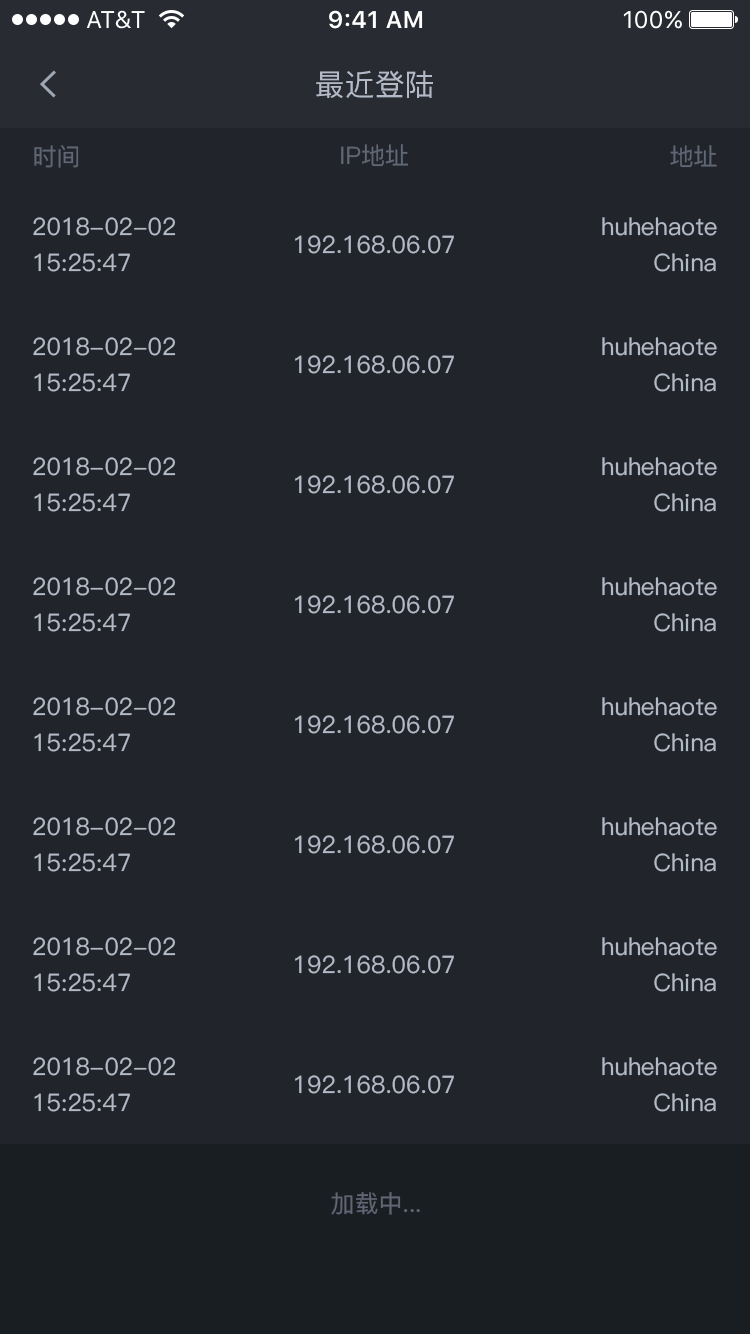 AT&T 9:41 AM 100%
最近登陆
时间 IP地址 地址
2018-02-02
15:25:47
192.168.06.07
huhehaote
China
2018-02-02
15:25:47
192.168.06.07
huhehaote
China
2018-02-02
15:25:47
192.168.06.07
huhehaote
China
2018-02-02
15:25:47
192.168.06.07
huhehaote
China
2018-02-02
15:25:47
192.168.06.07
huhehaote
China
2018-02-02
15:25:47
192.168.06.07
huhehaote
China
2018-02-02
15:25:47
192.168.06.07
huhehaote
China
2018-02-02
15:25:47
192.168.06.07
huhehaote
China
加载中...